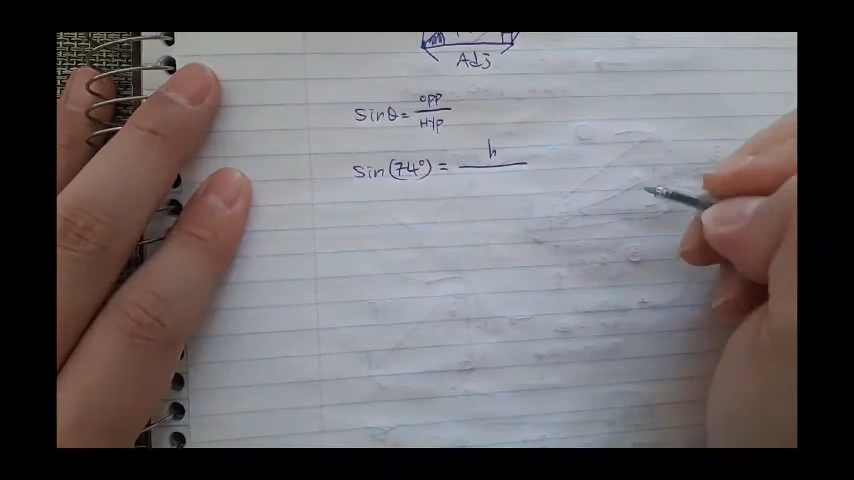 Adj
Sinθ = opp/Hyp
Sin(74°) = h/